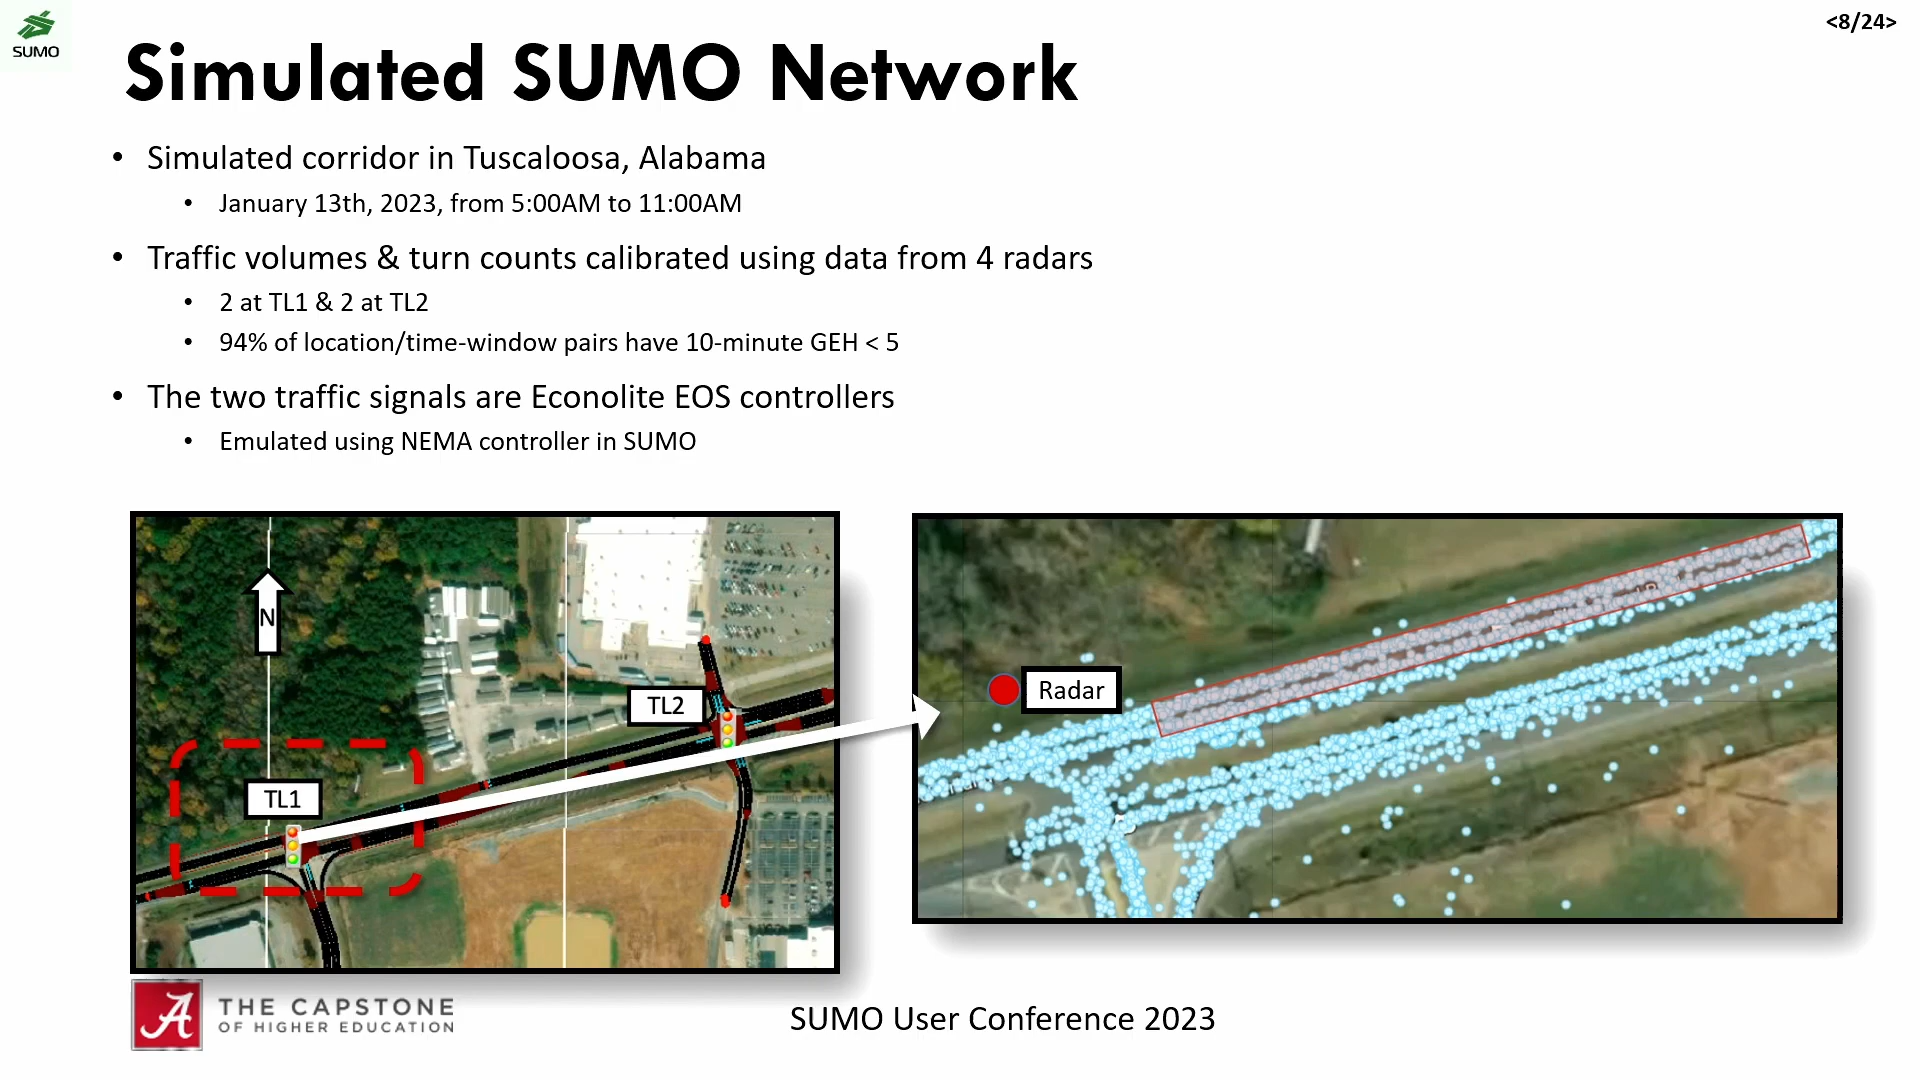 <8/24>
SUMO
Simulated SUMO Network
• Simulated corridor in Tuscaloosa, Alabama
• January 13th, 2023, from 5:00AM to 11:00AM
• Traffic volumes & turn counts calibrated using data from 4 radars
• 2 at TL1 & 2 at TL2
• 94% of location/time-window pairs have 10-minute GEH < 5
• The two traffic signals are Econolite EOS controllers
• Emulated using NEMA controller in SUMO
N
TL2
TL1
Radar
A
THE CAPSTONE
OF HIGHER EDUCATION
SUMO User Conference 2023